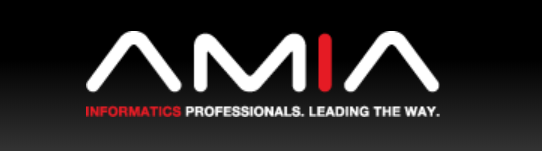 AMIA
INFORMATICS PROFESSIONALS. LEADING THE WAY.